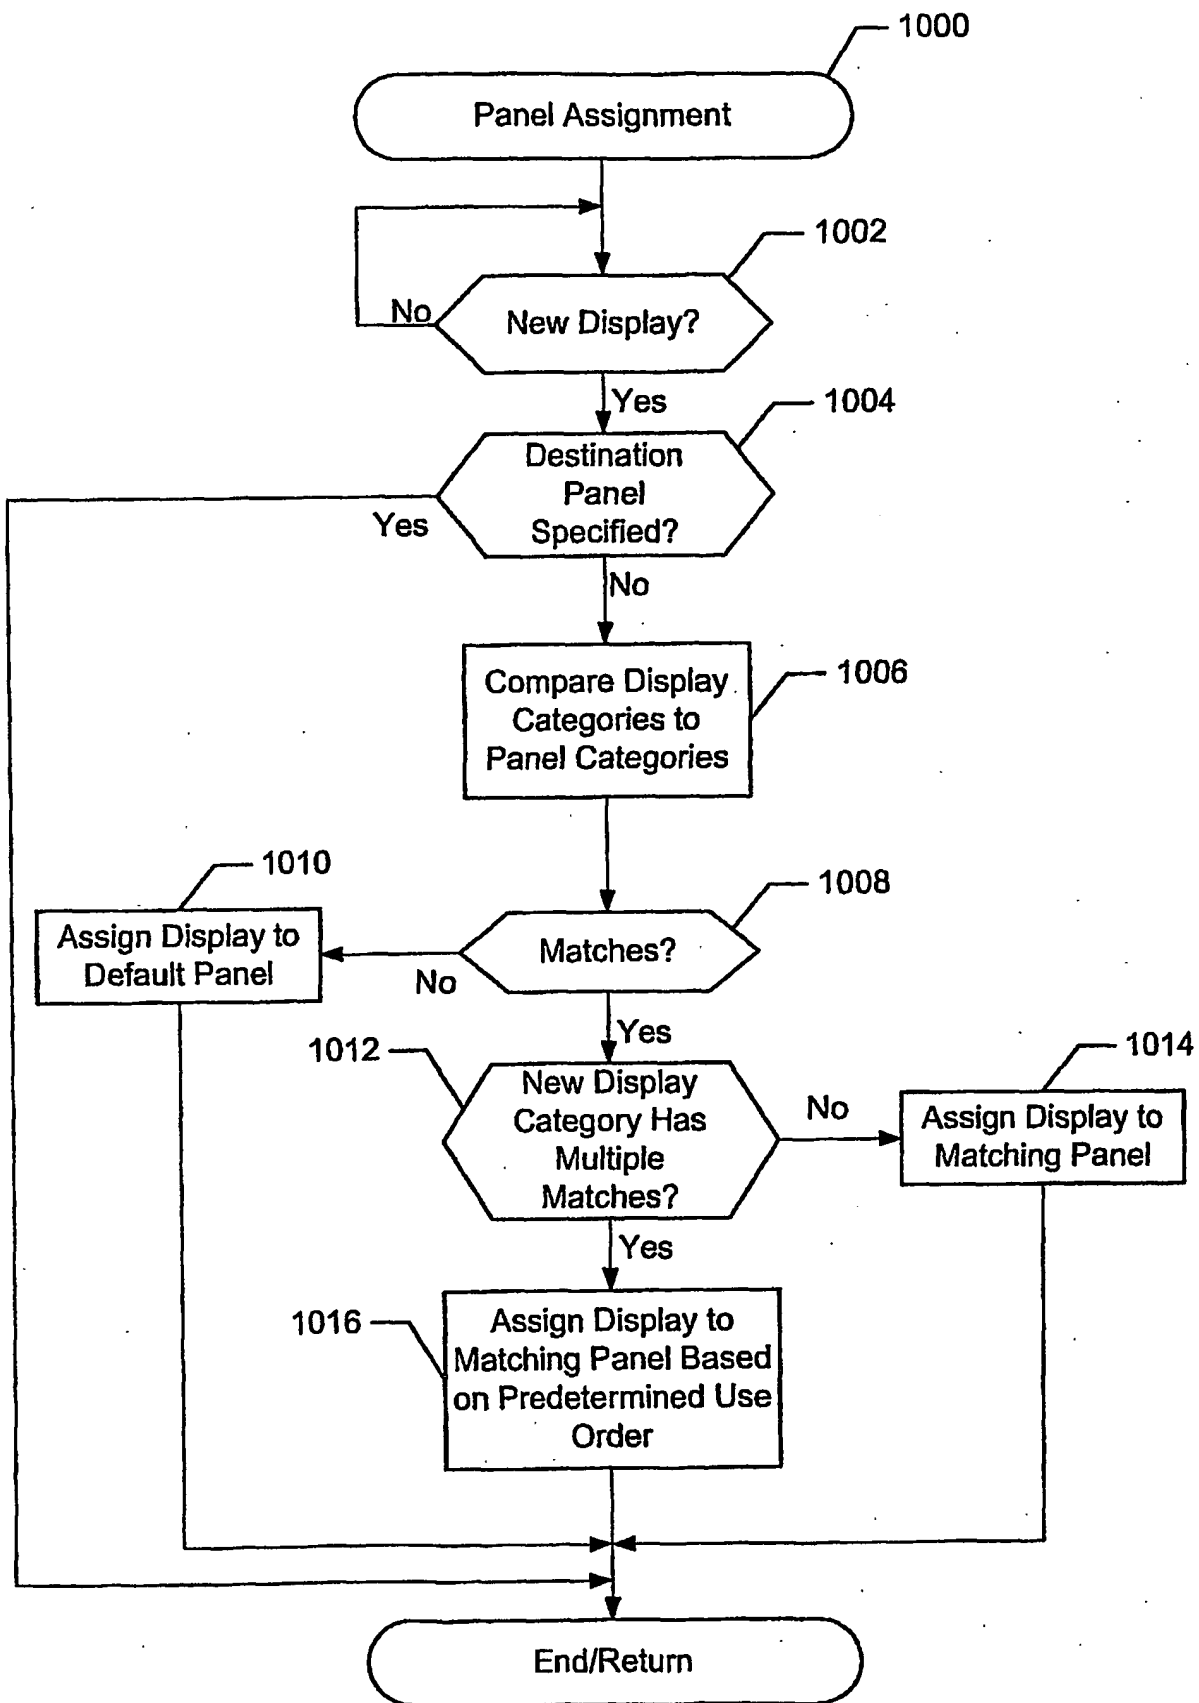 1000
Panel Assignment
1002
No
New Display?
Yes
1004
Destination
Panel
Specified?
Yes
No
Compare Display
Categories to
Panel Categories
1006
1010
Assign Display to
Default Panel
1008
Matches?
No
Yes
1012
New Display
Category Has
Multiple
Matches?
No
1014
Assign Display to
Matching Panel
Yes
1016
Assign Display to
Matching Panel Based
on Predetermined Use
Order
End/Return